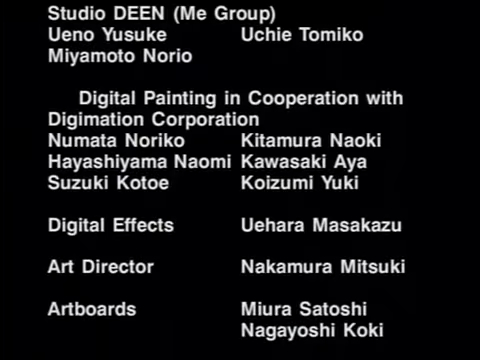 Studio DEEN (Me Group)
Ueno Yusuke Uchie Tomiko
Miyamoto Norio
Digital Painting in Cooperation with
Digimation Corporation
Numata Noriko Kitamura Naoki
Hayashiyama Naomi Kawasaki Aya
Suzuki Kotoe Koizumi Yuki
Digital Effects Uehara Masakazu
Art Director Nakamura Mitsuki
Artboards Miura Satoshi
Nagayoshi Koki